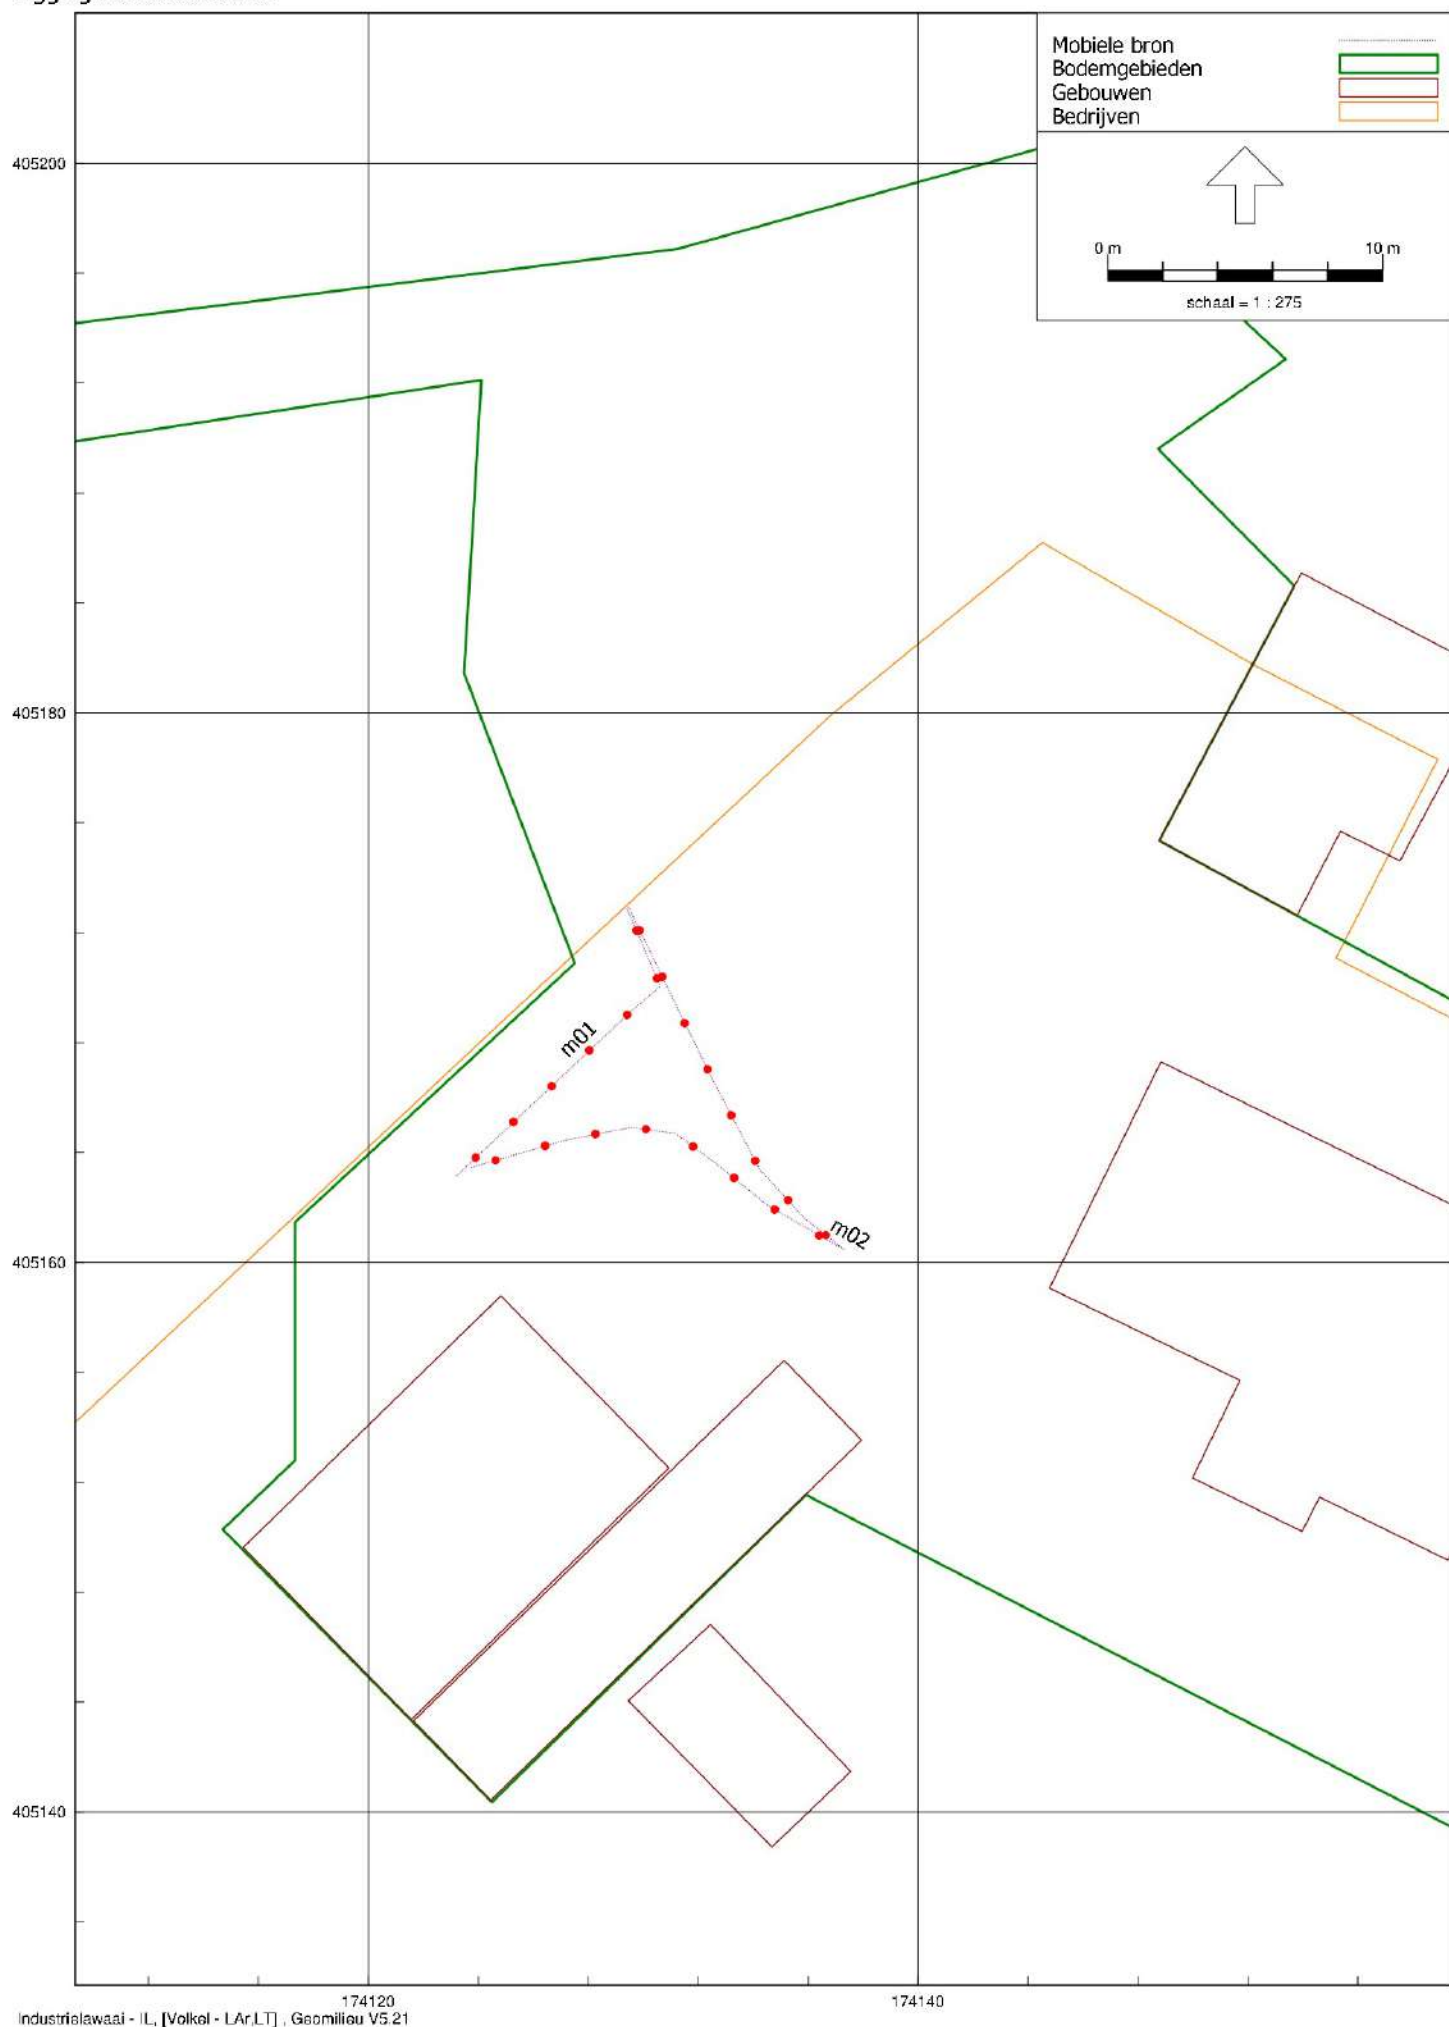 Mobiele bron
Bodemgebieden
Gebouwen
Bedrijven
405200
0 m 10 m
schaal = 1 : 275
405180
m01
m02
405160
405140
174120 174140
Industrielawaai - IL, [Volkel - LAr,LT] , Geomilieu V5.21